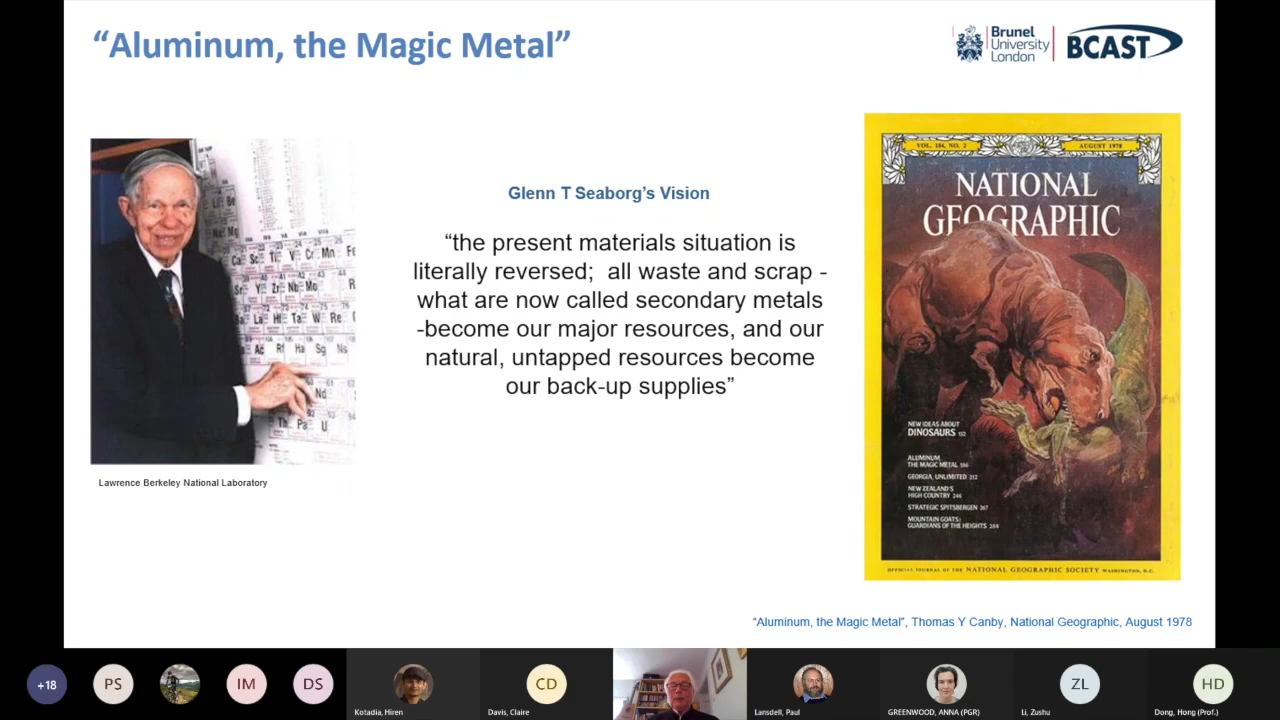 “Aluminum, the Magic Metal”
Brunel
University
London
BCAST
Glenn T Seaborg’s Vision
“the present materials situation is
literally reversed;  all waste and scrap -
what are now called secondary metals
-become our major resources, and our
natural, untapped resources become
our back-up supplies”
Lawrence Berkeley National Laboratory
VOL. 154, NO. 2
AUGUST 1978
NATIONAL
GEOGRAPHIC
NEW IDEAS ABOUT
DINOSAURS 152
ALUMINUM,
THE MAGIC METAL 186
GEORGIA, UNLIMITED 212
NEW ZEALAND'S
HIGH COUNTRY 246
STRATEGIC SPITSBERGEN 267
MOUNTAIN GOATS:
GUARDIANS OF THE HEIGHTS 284
OFFICIAL JOURNAL OF THE NATIONAL GEOGRAPHIC SOCIETY WASHINGTON, D.C.
“Aluminum, the Magic Metal”, Thomas Y Canby, National Geographic, August 1978
+18
PS
IM
DS
Kotadia, Hiren
CD
Davis, Claire
Lansdell, Paul
GREENWOOD, ANNA (PGR)
ZL
Li, Zushu
HD
Dong, Hong (Prof.)